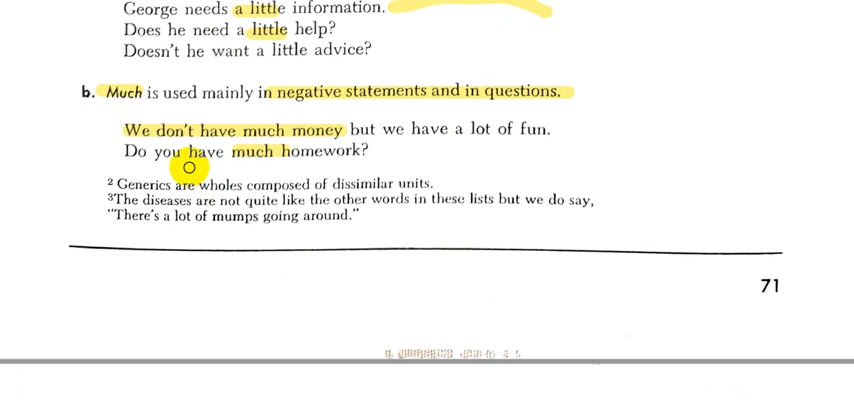 George needs a little information.
Does he need a little help?
Doesn't he want a little advice?
b. Much is used mainly in negative statements and in questions.
We don't have much money but we have a lot of fun.
Do you have much homework?
2 Generics are wholes composed of dissimilar units.
3The diseases are not quite like the other words in these lists but we do say,
"There's a lot of mumps going around."
71